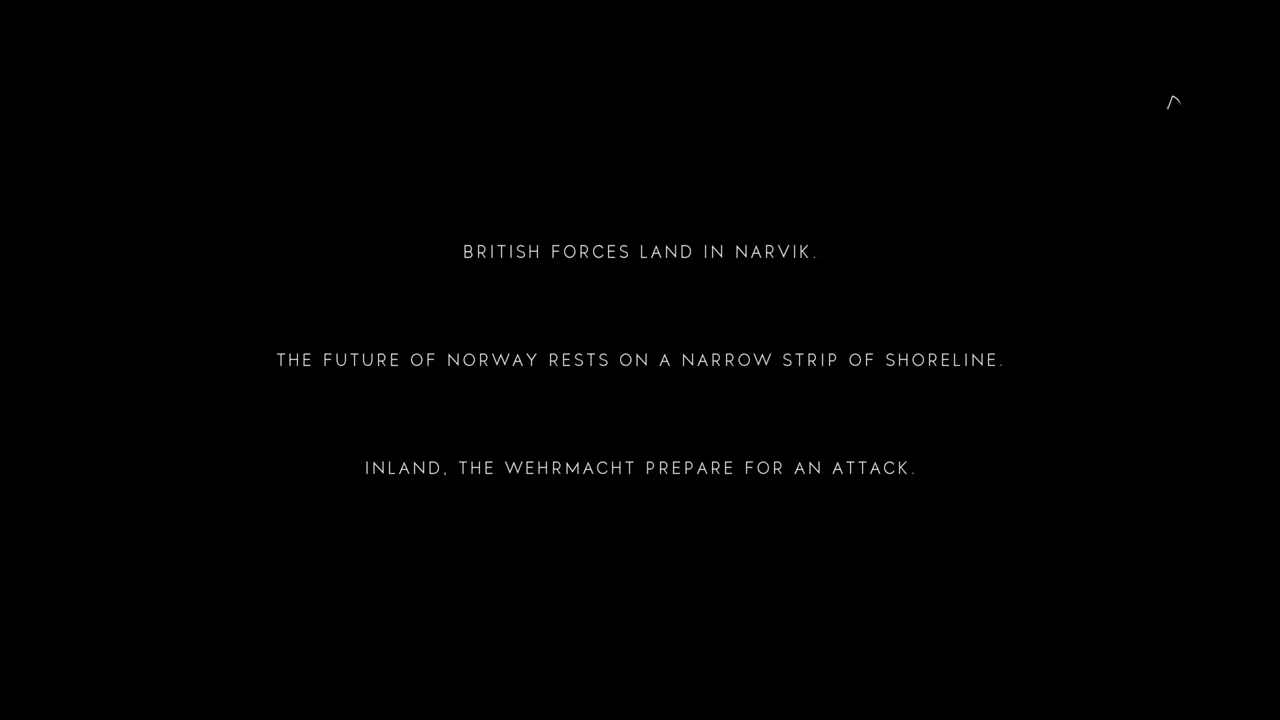 BRITISH FORCES LAND IN NARVIK.
THE FUTURE OF NORWAY RESTS ON A NARROW STRIP OF SHORELINE.
INLAND, THE WEHRMACHT PREPARE FOR AN ATTACK.